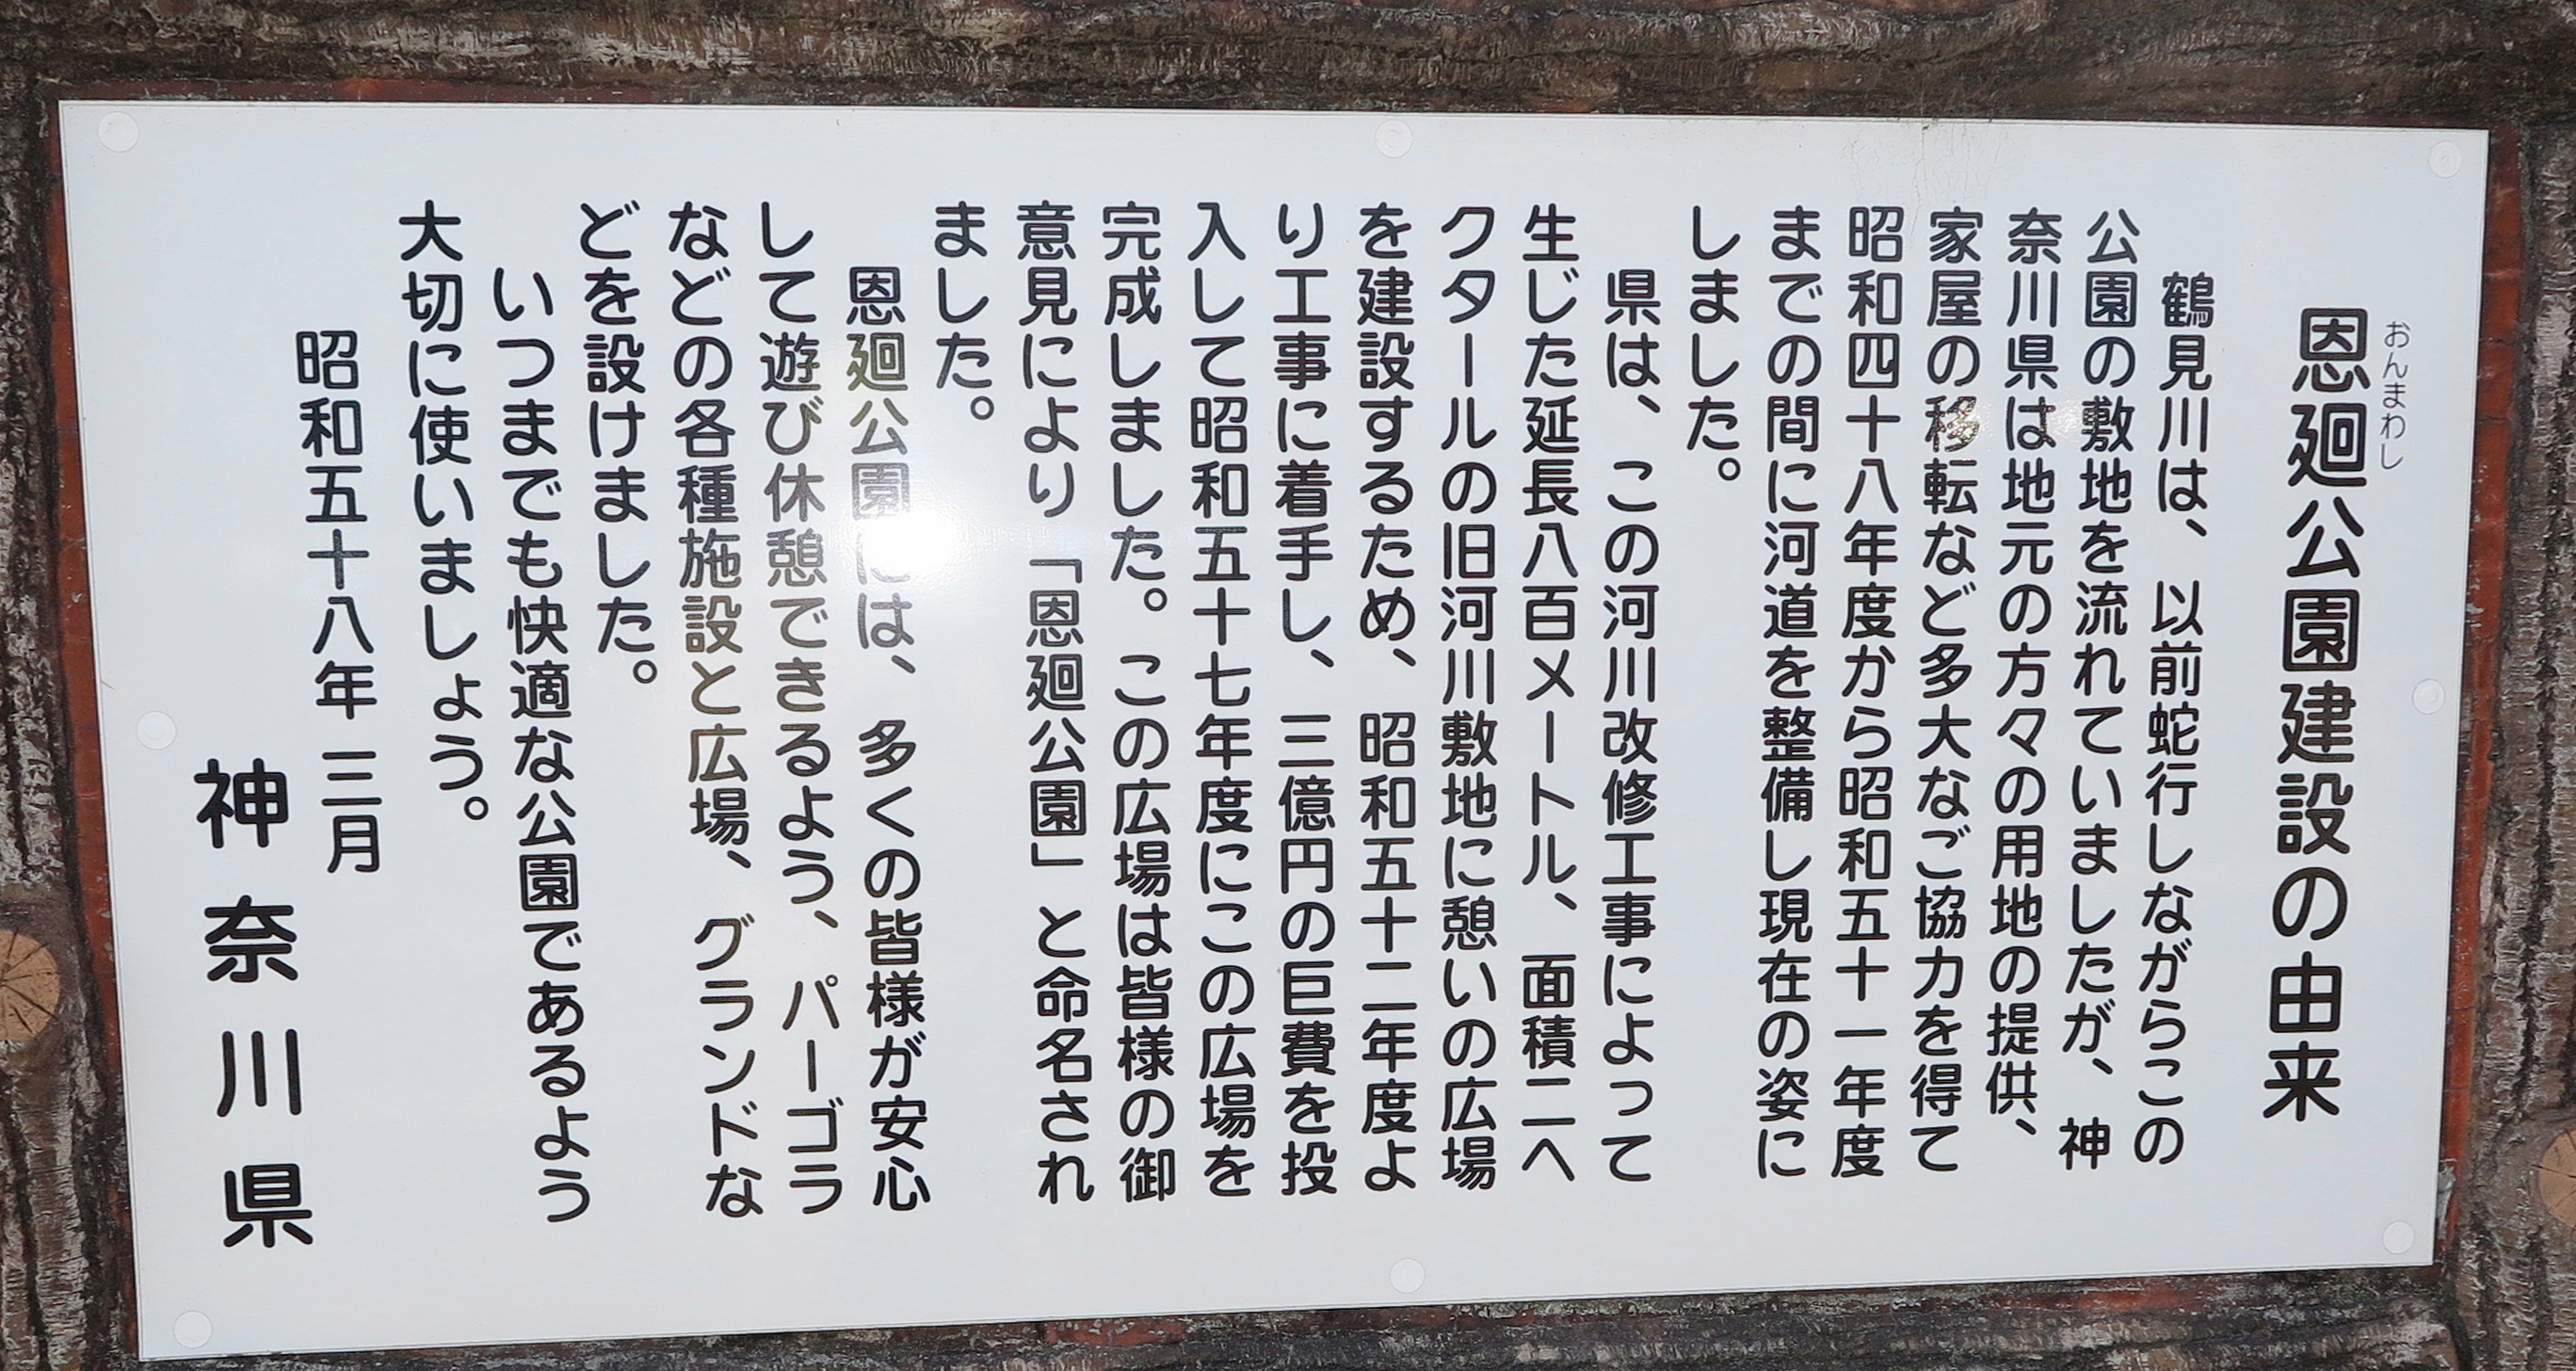 恩廻公園建設の由来
おんまわし
鶴見川は、以前蛇行しながらこの
公園の敷地を流れていましたが、神
奈川県は地元の方々の用地の提供、
家屋の移転など多大なご協力を得て
昭和四十八年度から昭和五十一年度
までの間に河道を整備し現在の姿に
しました。
県は、この河川改修工事によって
生じた延長八百メートル、面積二ヘ
クタールの旧河川敷地に憩いの広場
を建設するため、昭和五十二年度よ
り工事に着手し、三億円の巨費を投
入して昭和五十七年度にこの広場を
完成しました。この広場は皆様の御
意見により「恩廻公園」と命名され
ました。
恩廻公園には、多くの皆様が安心
して遊び休憩できるよう、パーゴラ
などの各種施設と広場、グランドな
どを設けました。
いつまでも快適な公園であるよう
大切に使いましょう。
昭和五十八年三月
神奈川県